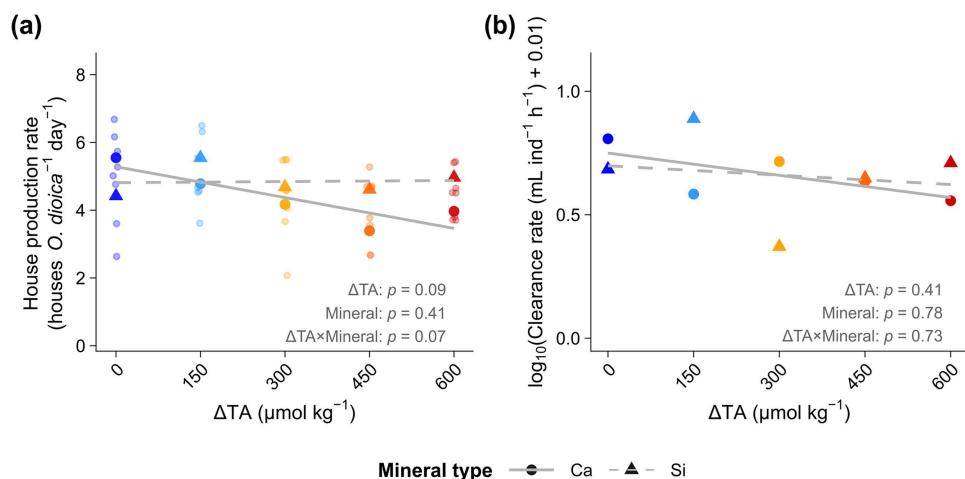 (a)
House production rate
(houses O. dioica⁻¹ day⁻¹)
8
6
4
2
0
ΔTA: p = 0.09
Mineral: p = 0.41
ΔTA×Mineral: p = 0.07
0
150
300
450
600
ΔTA (μmol kg⁻¹)
(b)
log₁₀(Clearance rate (mL ind⁻¹ h⁻¹) + 0.01)
1.0
0.5
0.0
ΔTA: p = 0.41
Mineral: p = 0.78
ΔTA×Mineral: p = 0.73
0
150
300
450
600
ΔTA (μmol kg⁻¹)
Mineral type Ca Si